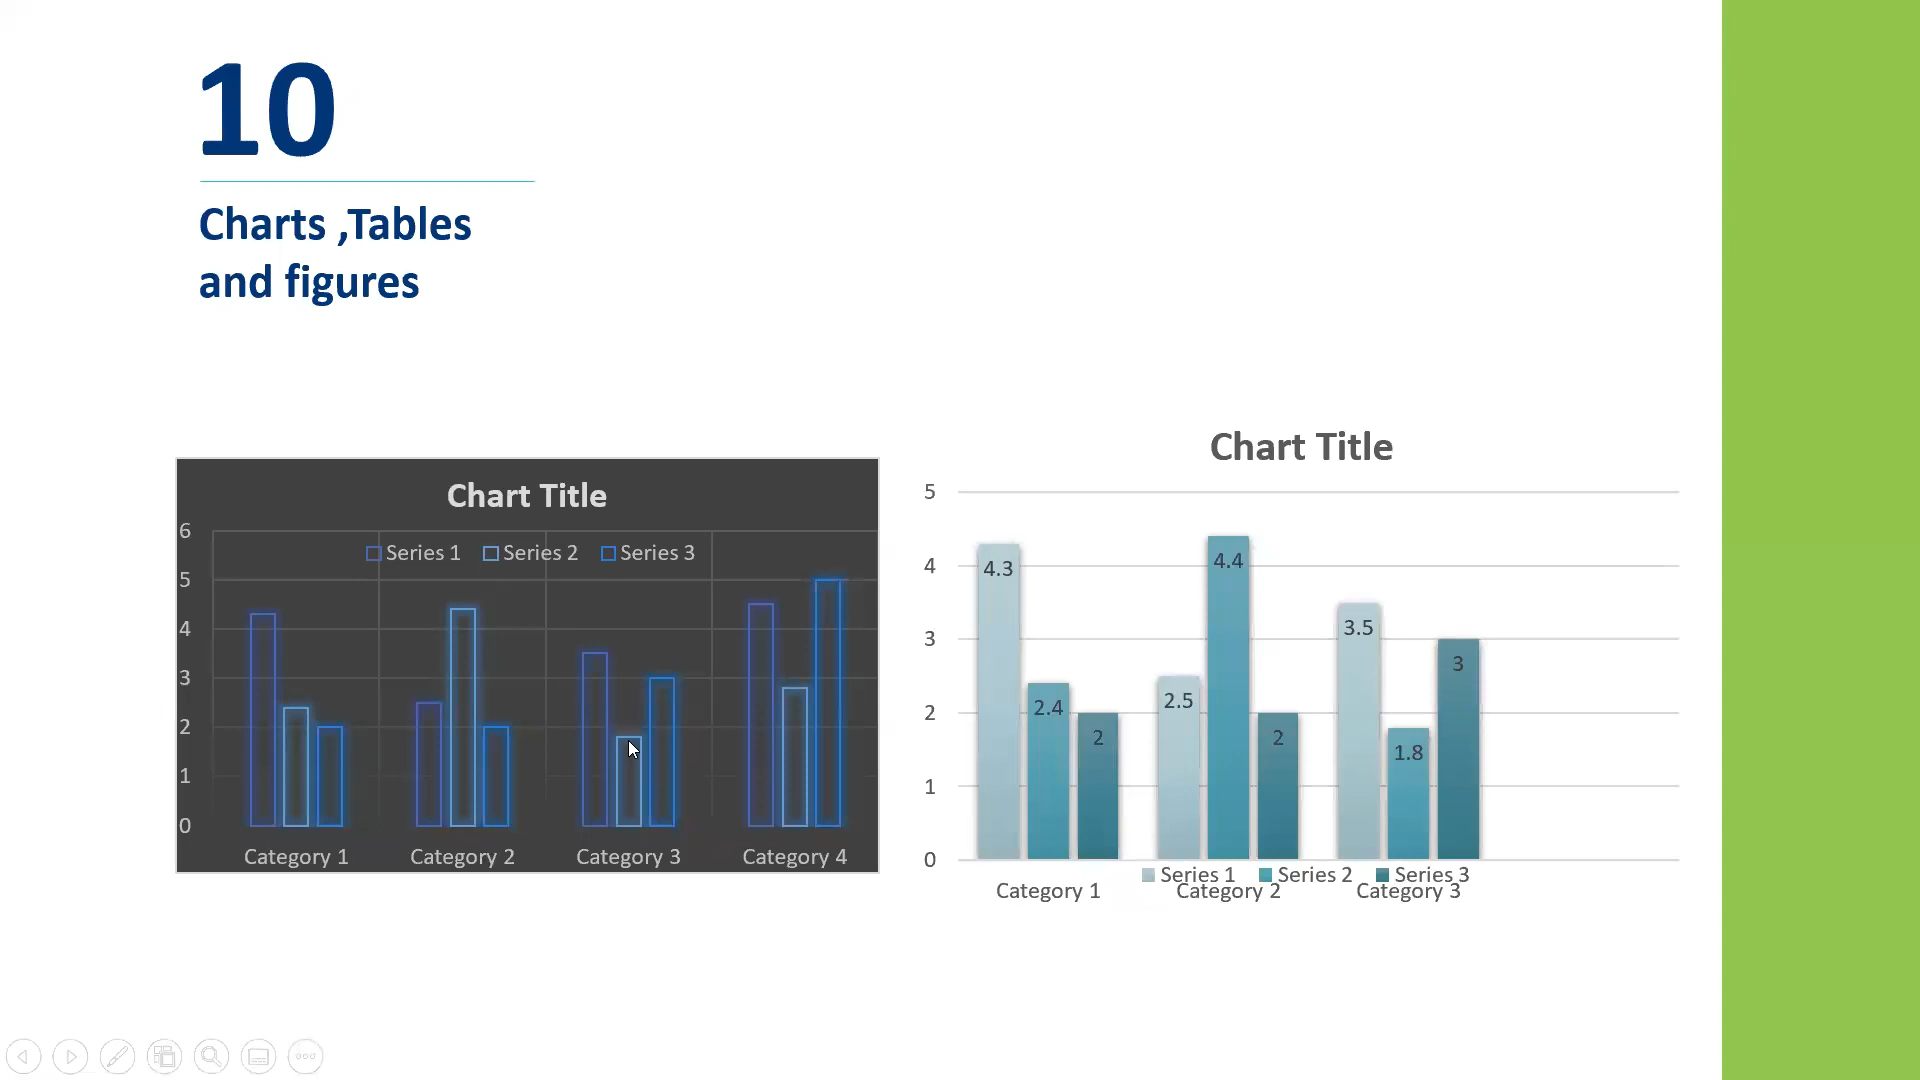 10
Charts ,Tables
and figures
Chart Title
6
Series 1 Series 2 Series 3
5
4
3
2
1
0
Category 1 Category 2 Category 3 Category 4
Chart Title
5
4
3
2
1
0
4.3 2.4 2 2.5 4.4 2 3.5 1.8 3
Series 1 Series 2 Series 3
Category 1 Category 2 Category 3